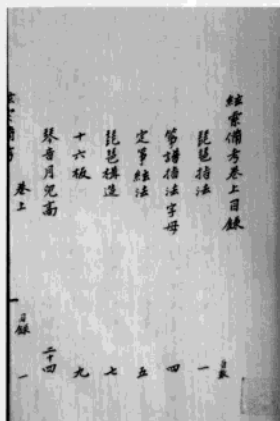 絃索備考卷上目錄
琵琶指法 一
箏譜指法字母 四
定箏絃法 五
琵琶構造 七
十六板 九
琴音月兒高 二十四
卷上 目錄 一